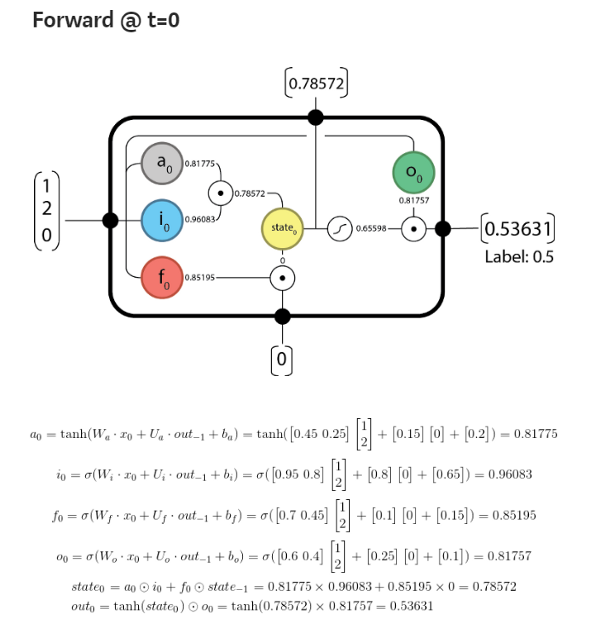 Forward @ t=0
[0.78572]
a₀ 0.81775
o₀
0.81757
1
2
0
i₀ 0.96083
0.78572
state₀
0.65598
[0.53631]
Label: 0.5
0
f₀ 0.85195
[0]
a₀ = tanh(Wₐ · x₀ + Uₐ · out₋₁ + bₐ) = tanh([0.45 0.25] [1 2] + [0.15] [0] + [0.2]) = 0.81775
i₀ = σ(Wᵢ · x₀ + Uᵢ · out₋₁ + bᵢ) = σ([0.95 0.8] [1 2] + [0.8] [0] + [0.65]) = 0.96083
f₀ = σ(W_f · x₀ + U_f · out₋₁ + b_f) = σ([0.7 0.45] [1 2] + [0.1] [0] + [0.15]) = 0.85195
o₀ = σ(Wₒ · x₀ + Uₒ · out₋₁ + bₒ) = σ([0.6 0.4] [1 2] + [0.25] [0] + [0.1]) = 0.81757
state₀ = a₀ ⊙ i₀ + f₀ ⊙ state₋₁ = 0.81775 × 0.96083 + 0.85195 × 0 = 0.78572
out₀ = tanh(state₀) ⊙ o₀ = tanh(0.78572) × 0.81757 = 0.53631